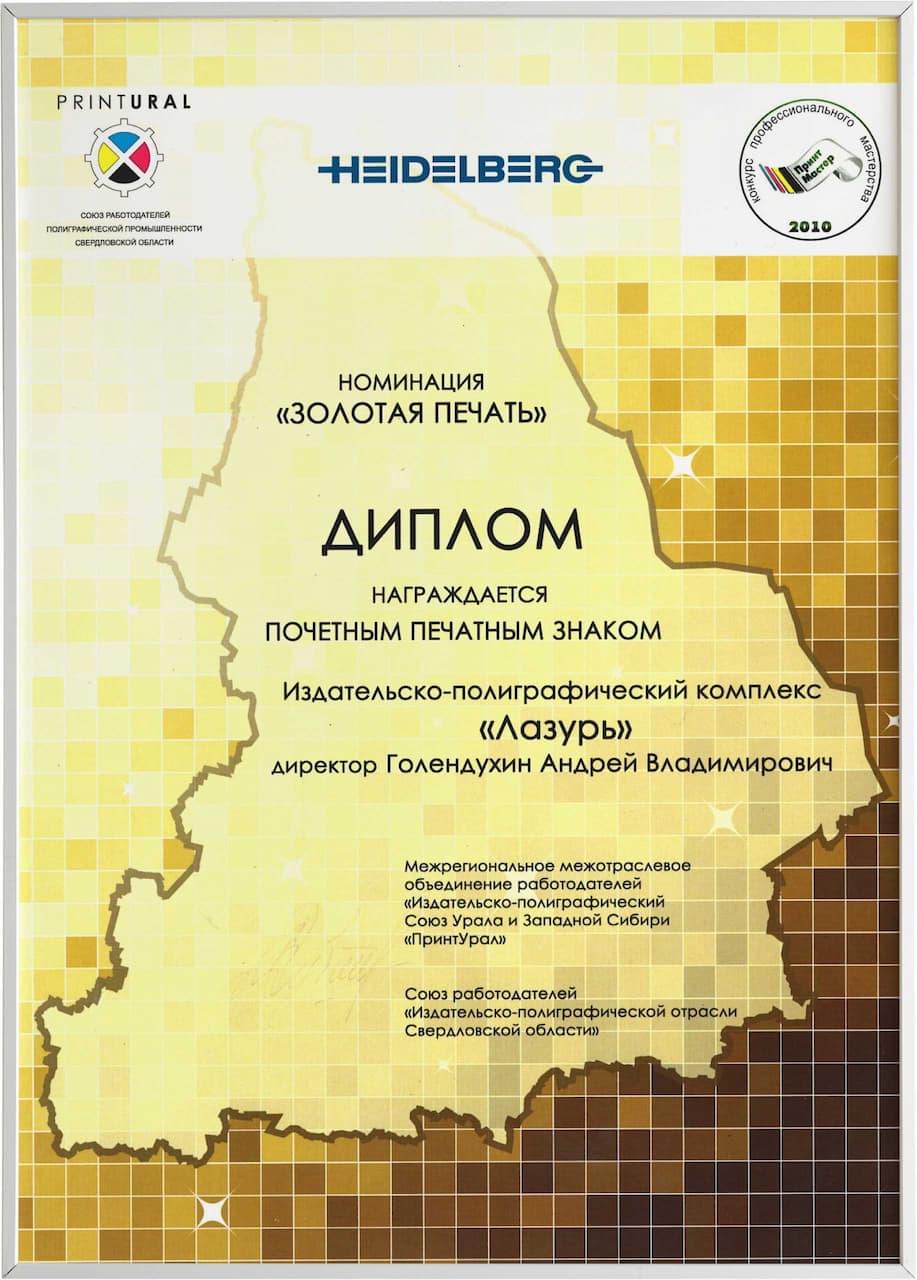 PRINTURAL
СОЮЗ РАБОТОДАТЕЛЕЙ
ПОЛИГРАФИЧЕСКОЙ ПРОМЫШЛЕННОСТИ
СВЕРДЛОВСКОЙ ОБЛАСТИ
HEIDELBERG
конкурс профессионального мастерства
Принт
Мастер
2010
НОМИНАЦИЯ
«ЗОЛОТАЯ ПЕЧАТЬ»
ДИПЛОМ
НАГРАЖДАЕТСЯ
ПОЧЕТНЫМ ПЕЧАТНЫМ ЗНАКОМ
Издательско-полиграфический комплекс
«Лазурь»
директор Голендухин Андрей Владимирович
Межрегиональное межотраслевое
объединение работодателей
«Издательско-полиграфический
Союз Урала и Западной Сибири
«ПринтУрал»
Союз работодателей
«Издательско-полиграфической отрасли
Свердловской области»